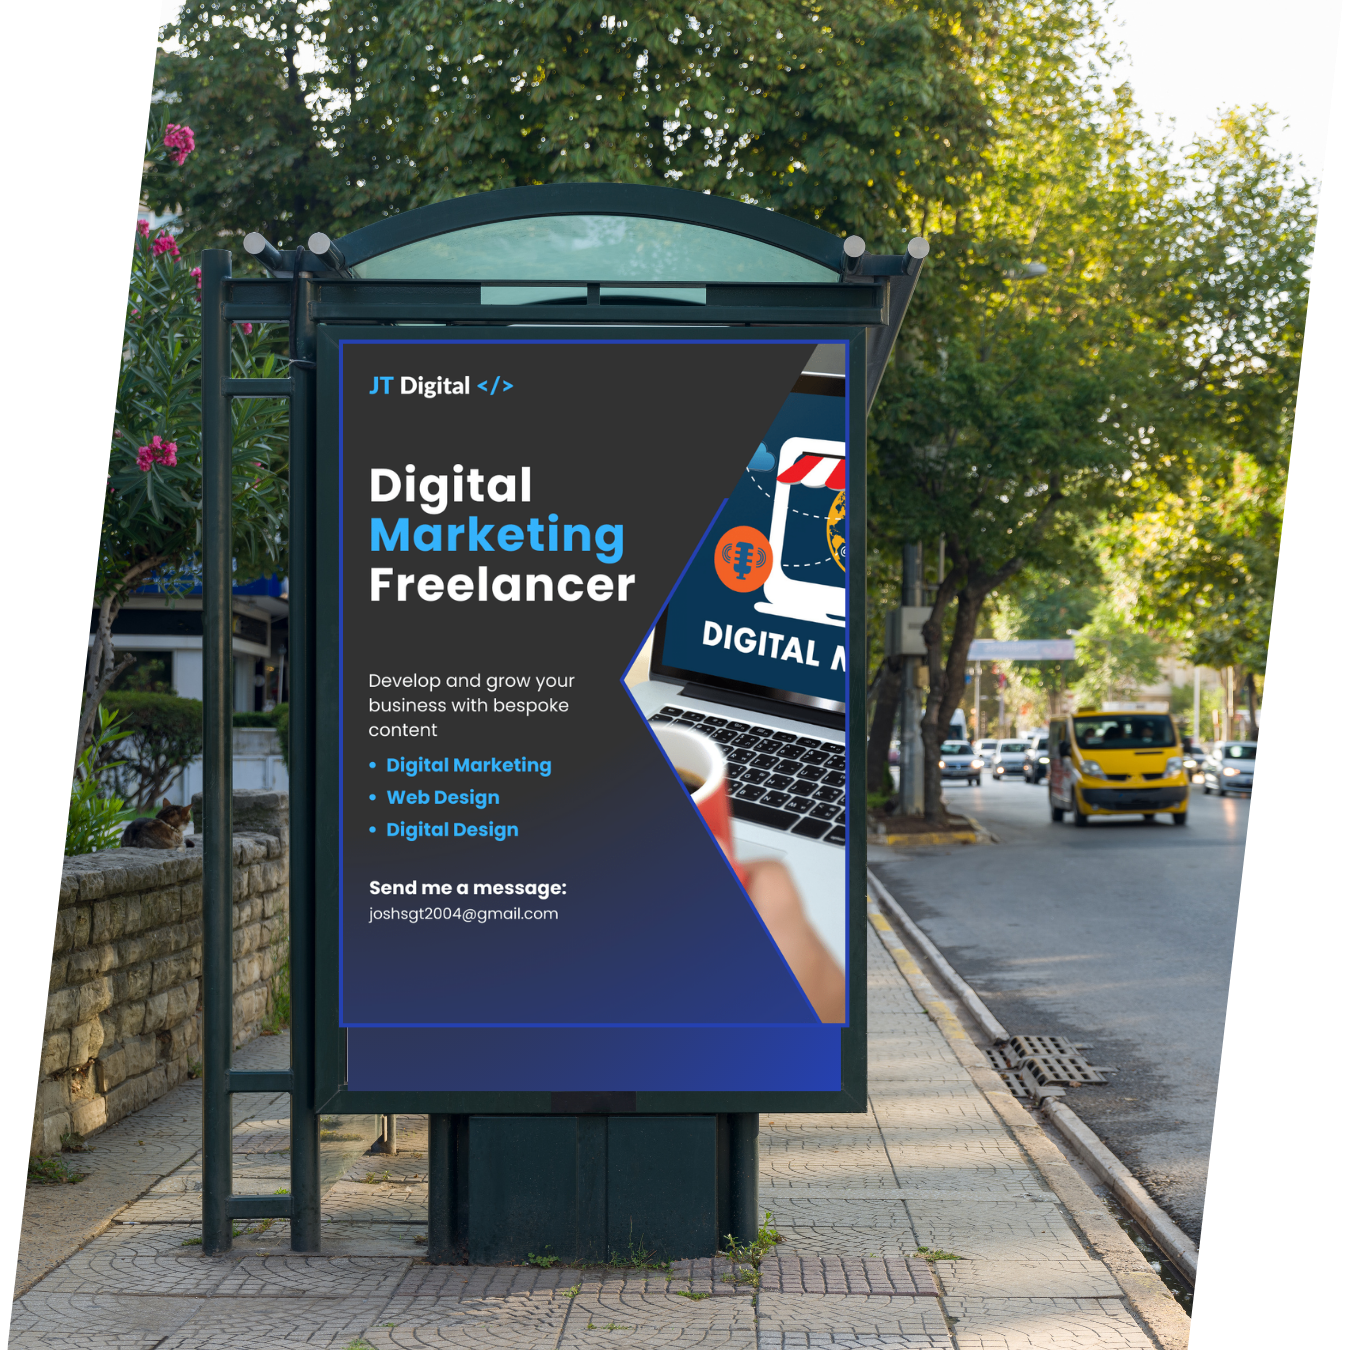 JT Digital </>
Digital
Marketing
Freelancer
Develop and grow your
business with bespoke
content
• Digital Marketing
• Web Design
• Digital Design
Send me a message:
joshsgt2004@gmail.com
DIGITAL M